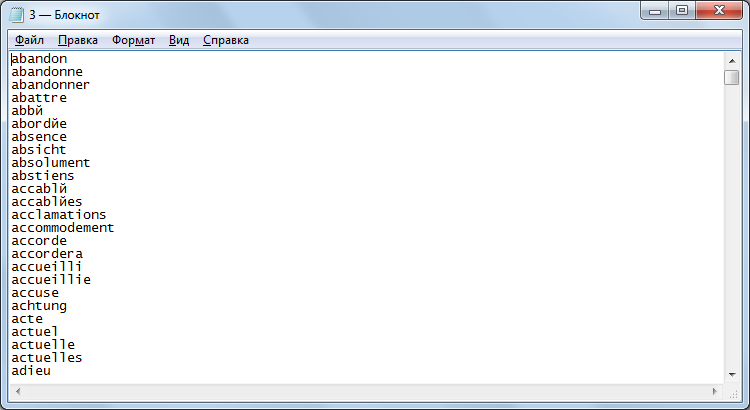 3 — Блокнот
Файл Правка Формат Вид Справка
abandon
abandonne
abandonner
abattre
abbй
abordйe
absence
absicht
absolument
abstiens
accablй
accablйes
acclamations
accommodement
accorde
accordera
accueilli
accueillie
accuse
achtung
acte
actuel
actuelle
actuelles
adieu